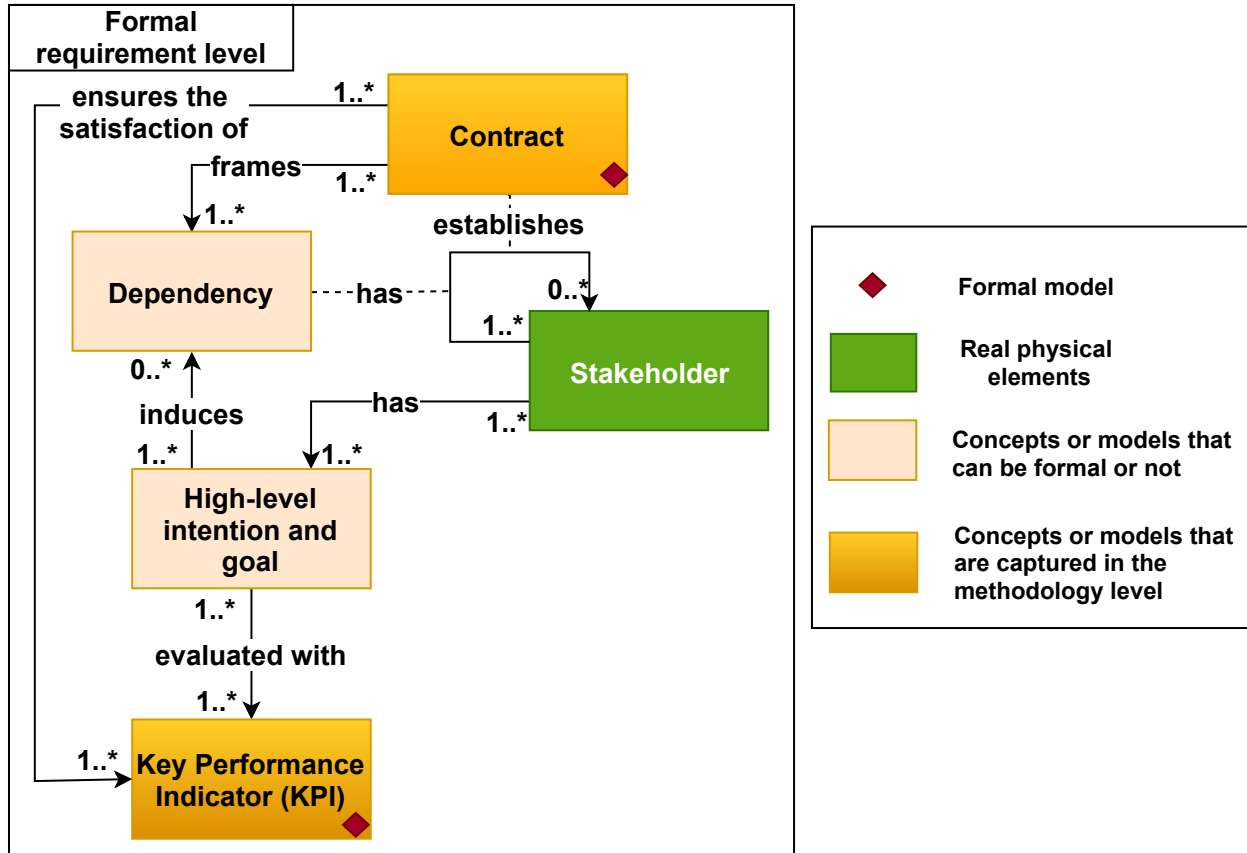 Formal
requirement level
ensures the
satisfaction of
1..*
Contract
frames
1..*
1..*
establishes
Dependency
has
0..*
1..*
Stakeholder
0..*
induces
has
1..*
1..*
1..*
High-level
intention and
goal
1..*
evaluated with
1..*
1..*
Key Performance
Indicator (KPI)
Formal model
Real physical
elements
Concepts or models that
can be formal or not
Concepts or models that
are captured in the
methodology level